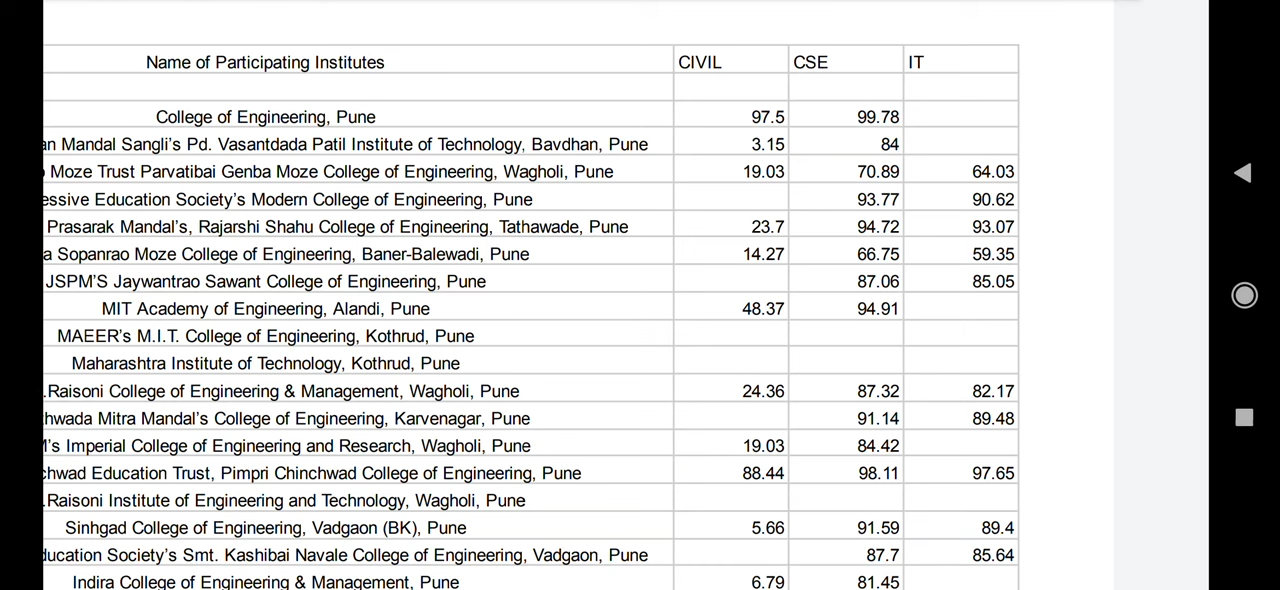 Name of Participating Institutes CIVIL CSE IT
College of Engineering, Pune 97.5 99.78
Mandal Sangli’s Pd. Vasantdada Patil Institute of Technology, Bavdhan, Pune 3.15 84
Moze Trust Parvatibai Genba Moze College of Engineering, Wagholi, Pune 19.03 70.89 64.03
essive Education Society’s Modern College of Engineering, Pune 93.77 90.62
Prasarak Mandal’s, Rajarshi Shahu College of Engineering, Tathawade, Pune 23.7 94.72 93.07
a Sopanrao Moze College of Engineering, Baner-Balewadi, Pune 14.27 66.75 59.35
JSPM’S Jaywantrao Sawant College of Engineering, Pune 87.06 85.05
MIT Academy of Engineering, Alandi, Pune 48.37 94.91
MAEER’s M.I.T. College of Engineering, Kothrud, Pune
Maharashtra Institute of Technology, Kothrud, Pune
.Raisoni College of Engineering & Management, Wagholi, Pune 24.36 87.32 82.17
hwada Mitra Mandal’s College of Engineering, Karvenagar, Pune 91.14 89.48
’s Imperial College of Engineering and Research, Wagholi, Pune 19.03 84.42
chwad Education Trust, Pimpri Chinchwad College of Engineering, Pune 88.44 98.11 97.65
.Raisoni Institute of Engineering and Technology, Wagholi, Pune
Sinhgad College of Engineering, Vadgaon (BK), Pune 5.66 91.59 89.4
ducation Society’s Smt. Kashibai Navale College of Engineering, Vadgaon, Pune 87.7 85.64
Indira College of Engineering & Management, Pune 6.79 81.45